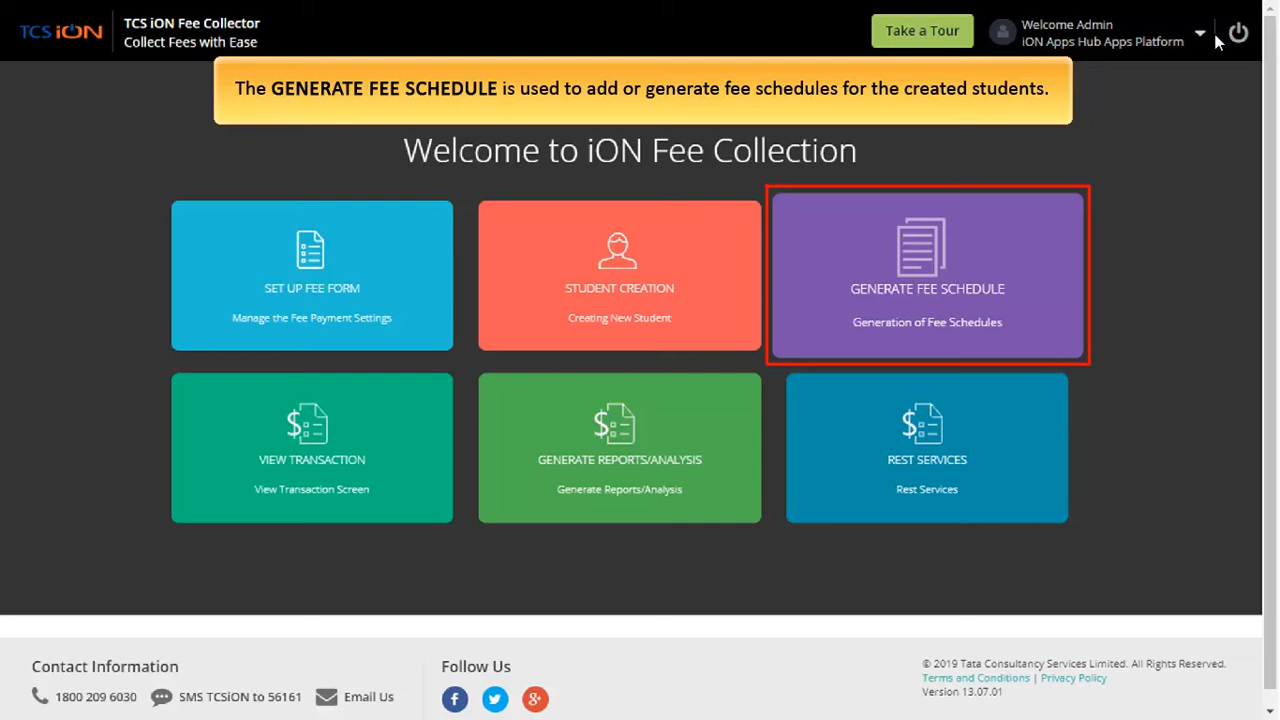 TCS iON
TCS iON Fee Collector
Collect Fees with Ease
Take a Tour
Welcome Admin
iON Apps Hub Apps Platform
The GENERATE FEE SCHEDULE is used to add or generate fee schedules for the created students.
Welcome to iON Fee Collection
SET UP FEE FORM
Manage the Fee Payment Settings
STUDENT CREATION
Creating New Student
GENERATE FEE SCHEDULE
Generation of Fee Schedules
VIEW TRANSACTION
View Transaction Screen
GENERATE REPORTS/ANALYSIS
Generate Reports/Analysis
REST SERVICES
Rest Services
Contact Information
1800 209 6030
SMS TCSiON to 56161
Email Us
Follow Us
© 2019 Tata Consultancy Services Limited. All Rights Reserved.
Terms and Conditions | Privacy Policy
Version 13.07.01